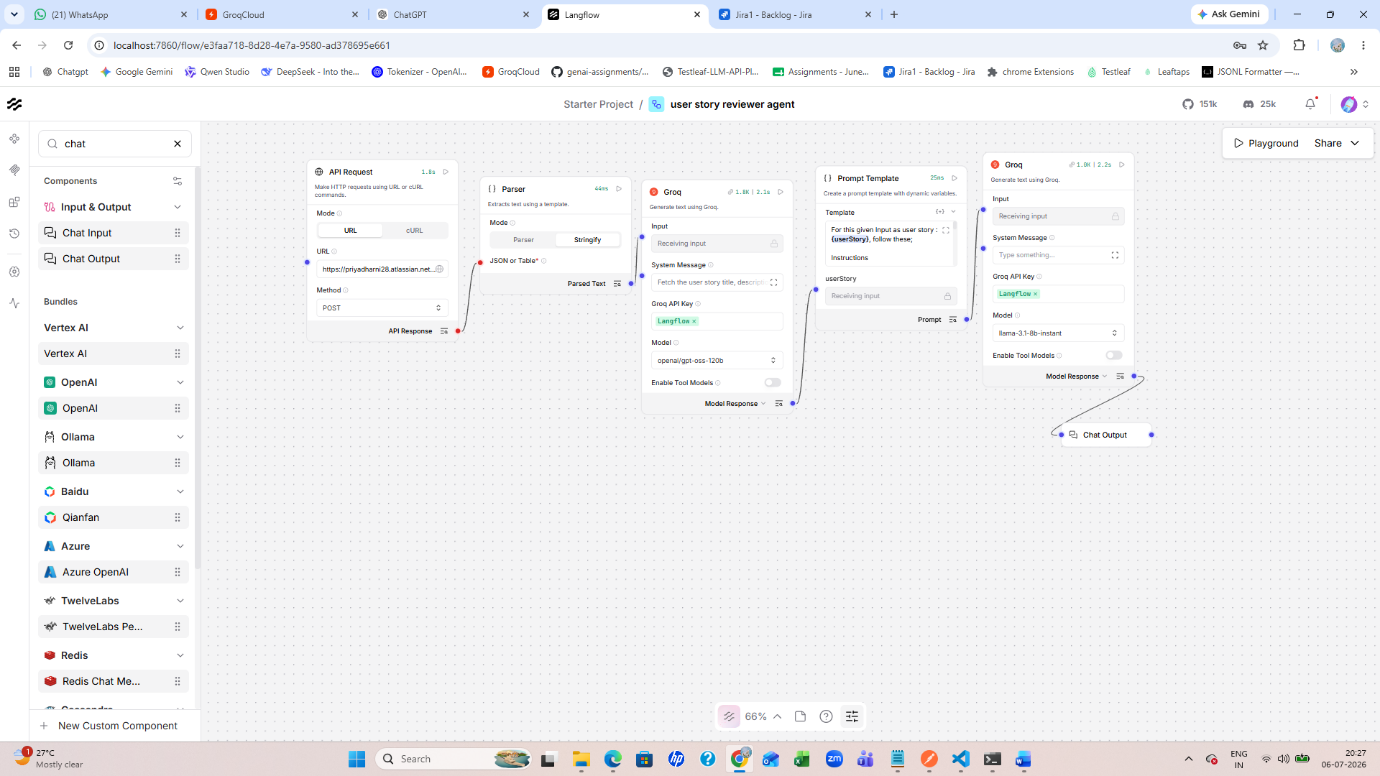 (21) WhatsApp
GroqCloud
ChatGPT
Langflow
Jira1 - Backlog - Jira
Ask Gemini
localhost:7860/flow/e3faa718-8d28-4e7a-9580-ad378695e661
Chatgpt
Google Gemini
Qwen Studio
DeepSeek - Into the...
Tokenizer - OpenAI...
GroqCloud
genai-assignments/...
Testleaf-LLM-API-Pl...
Assignments - June...
Jira1 - Backlog - Jira
chrome Extensions
Testleaf
Leaftaps
JSONL Formatter —...
Starter Project / user story reviewer agent
151k
25k
chat
Components
Input & Output
Chat Input
Chat Output
Bundles
Vertex AI
Vertex AI
OpenAI
OpenAI
Ollama
Ollama
Baidu
Qianfan
Azure
Azure OpenAI
TwelveLabs
TwelveLabs Pe...
Redis
Redis Chat Me...
New Custom Component
Playground
Share
API Request 1.8s
Make HTTP requests using URL or cURL
commands.
Mode
URL cURL
URL
https://priyadharni28.atlassian.net...
Method
POST
API Response
Parser 44ms
Extracts text using a template.
Mode
Parser Stringify
JSON or Table*
Parsed Text
Groq 1.8K | 2.1s
Generate text using Groq.
Input
Receiving input
System Message
Fetch the user story title, descript
Groq API Key
Langflow ×
Model
openai/gpt-oss-120b
Enable Tool Models
Model Response
Prompt Template 25ms
Create a prompt template with dynamic variables.
Template
For this given Input as user story :
{userStory}, follow these;
Instructions
userStory
Receiving input
Prompt
Groq 1.0K | 2.2s
Generate text using Groq.
Input
Receiving input
System Message
Type something...
Groq API Key
Langflow ×
Model
llama-3.1-8b-instant
Enable Tool Models
Model Response
Chat Output
66%
1
27°C
Mostly clear
Search
ENG
IN
20:27
06-07-2026